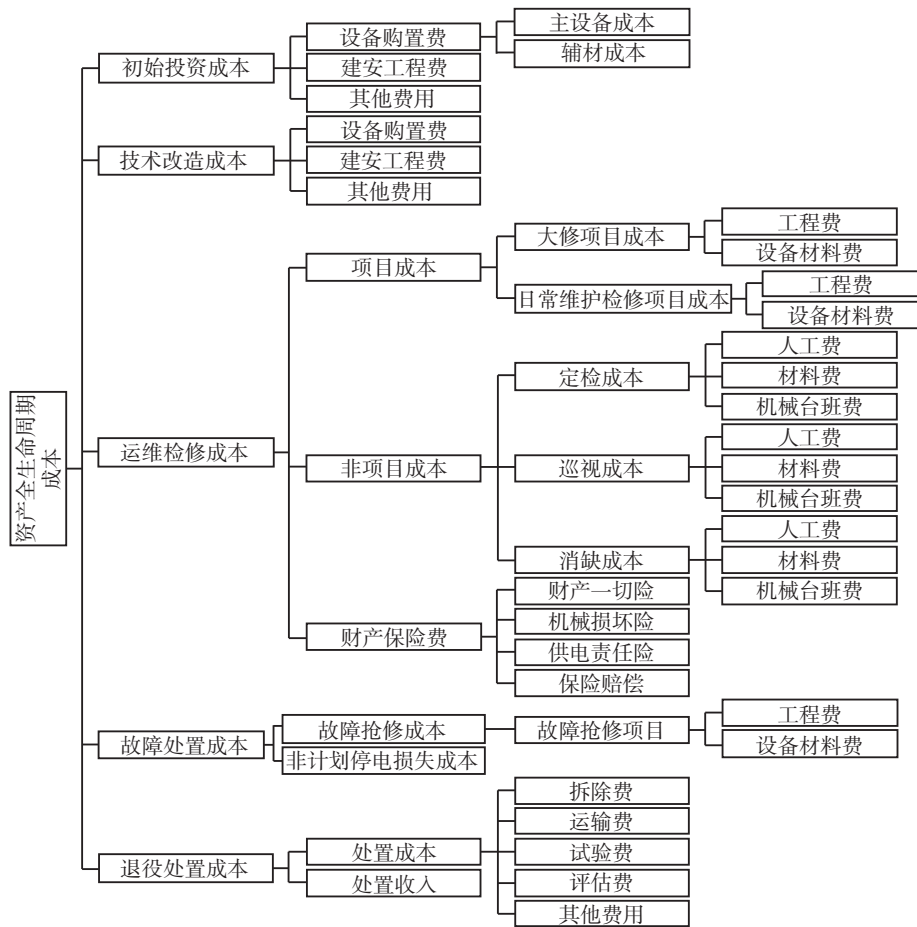 资产全生命周期
成本
初始投资成本
设备购置费
主设备成本
辅材成本
建安工程费
其他费用
技术改造成本
设备购置费
建安工程费
其他费用
运维检修成本
项目成本
大修项目成本
工程费
设备材料费
日常维护检修项目成本
工程费
设备材料费
非项目成本
定检成本
人工费
材料费
机械台班费
巡视成本
人工费
材料费
机械台班费
消缺成本
人工费
材料费
机械台班费
财产保险费
财产一切险
机械损坏险
供电责任险
保险赔偿
故障处置成本
故障抢修成本
故障抢修项目
工程费
设备材料费
非计划停电损失成本
退役处置成本
处置成本
拆除费
运输费
试验费
评估费
其他费用
处置收入